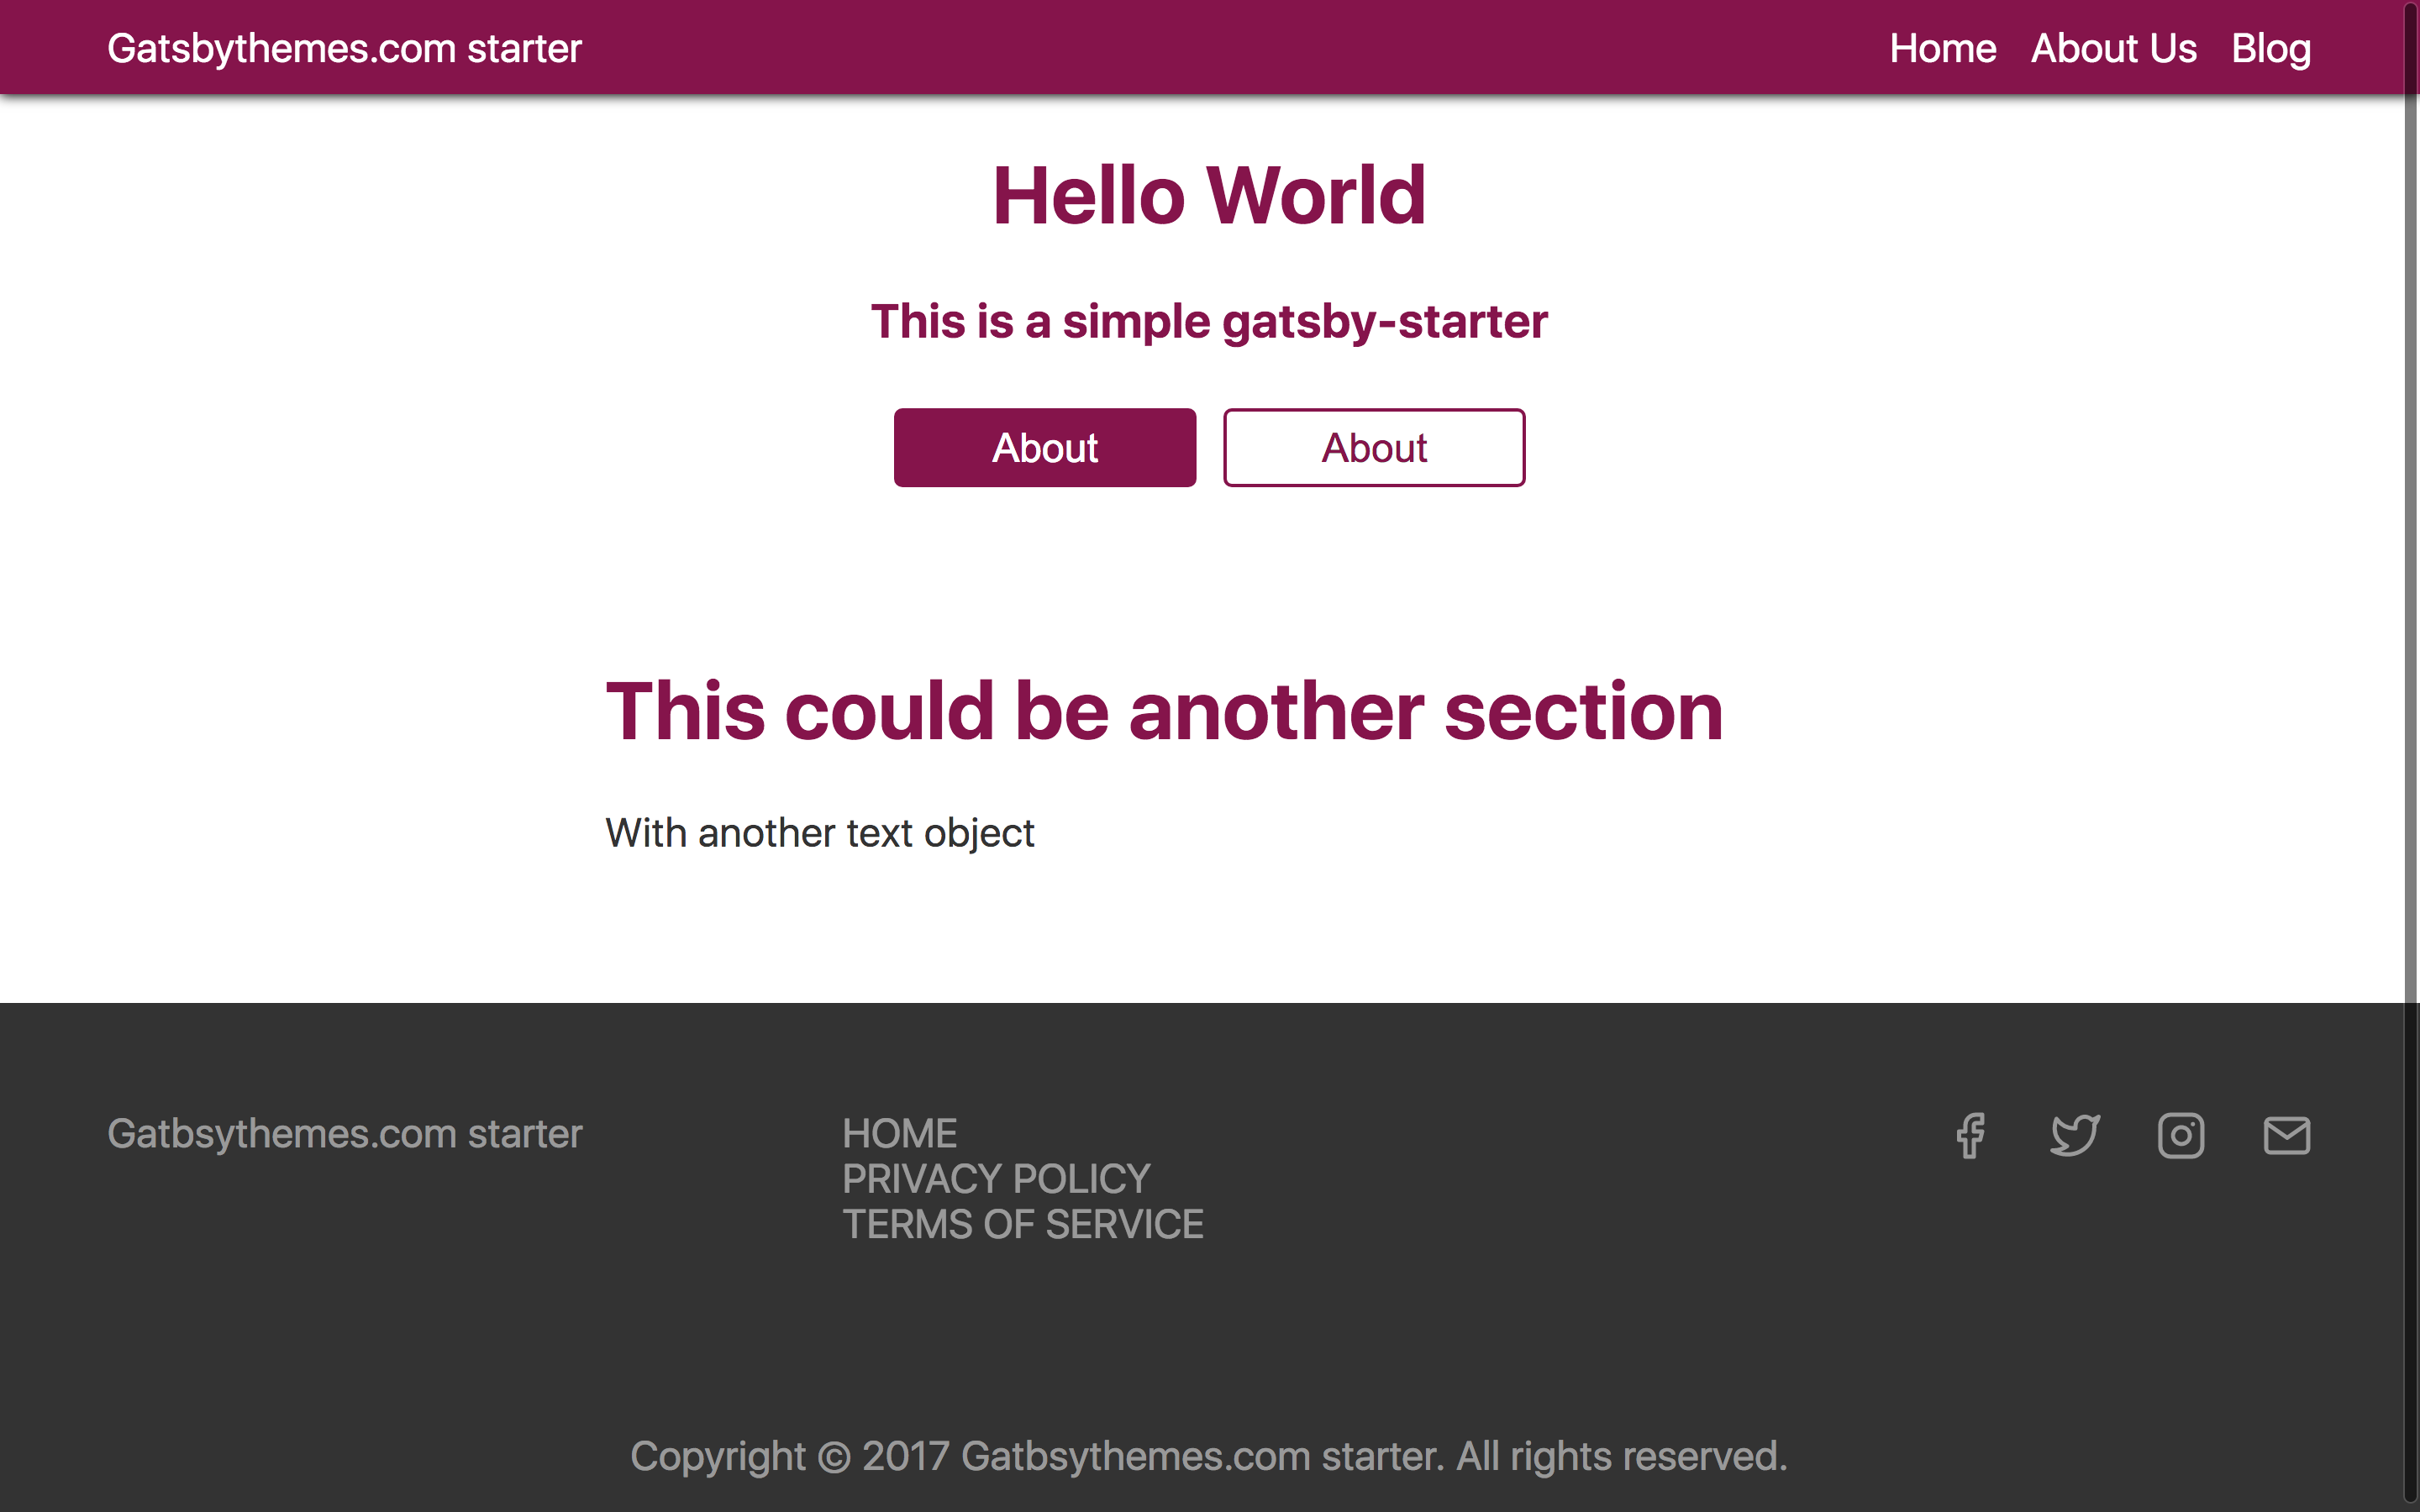 Gatsbythemes.com starter
Home About Us Blog
Hello World
This is a simple gatsby-starter
About About
This could be another section
With another text object
Gatbsythemes.com starter
HOME
PRIVACY POLICY
TERMS OF SERVICE
Copyright © 2017 Gatbsythemes.com starter. All rights reserved.